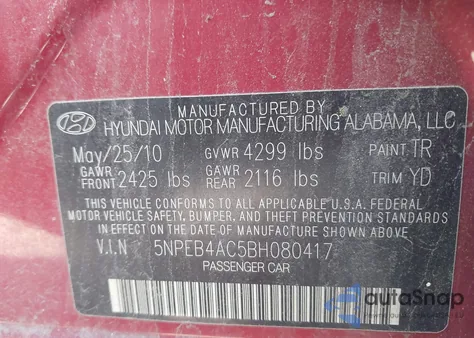 MANUFACTURED BY
HYUNDAI MOTOR MANUFACTURING ALABAMA, LLC
May/25/10 GVWR 4299 lbs PAINT TR
GAWR FRONT 2425 lbs GAWR REAR 2116 lbs TRIM YD
THIS VEHICLE CONFORMS TO ALL APPLICABLE U.S.A. FEDERAL
MOTOR VEHICLE SAFETY, BUMPER, AND THEFT PREVENTION
STANDARDS IN EFFECT ON THE DATE OF MANUFACTURE
SHOWN ABOVE.
V.I.N 5NPEB4AC5BH080417
PASSENGER CAR
autoSnap